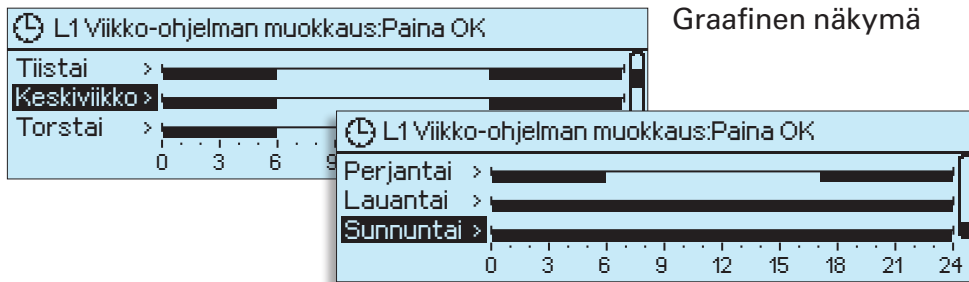 Graafinen näkymä
L1 Viikko-ohjelman muokkaus:Paina OK
Tiistai >
Keskiviikko >
Torstai >
0 3 6 9
L1 Viikko-ohjelman muokkaus:Paina OK
Perjantai >
Lauantai >
Sunnuntai >
0 3 6 9 12 15 18 21 24